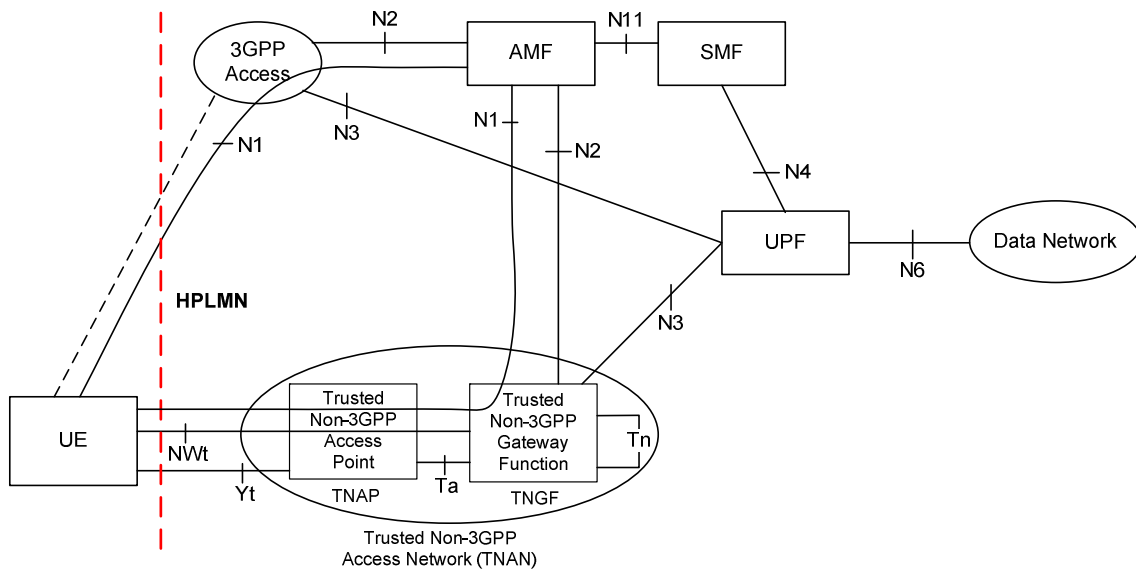 N2
N11
3GPP
Access
AMF
SMF
N1
N3
N1
N2
N4
UPF
Data Network
N6
HPLMN
N3
UE
Trusted
Non-3GPP
Access
Point
Trusted
Non-3GPP
Gateway
Function
Tn
NWt
Yt
Ta
TNAP
TNGF
Trusted Non-3GPP
Access Network (TNAN)